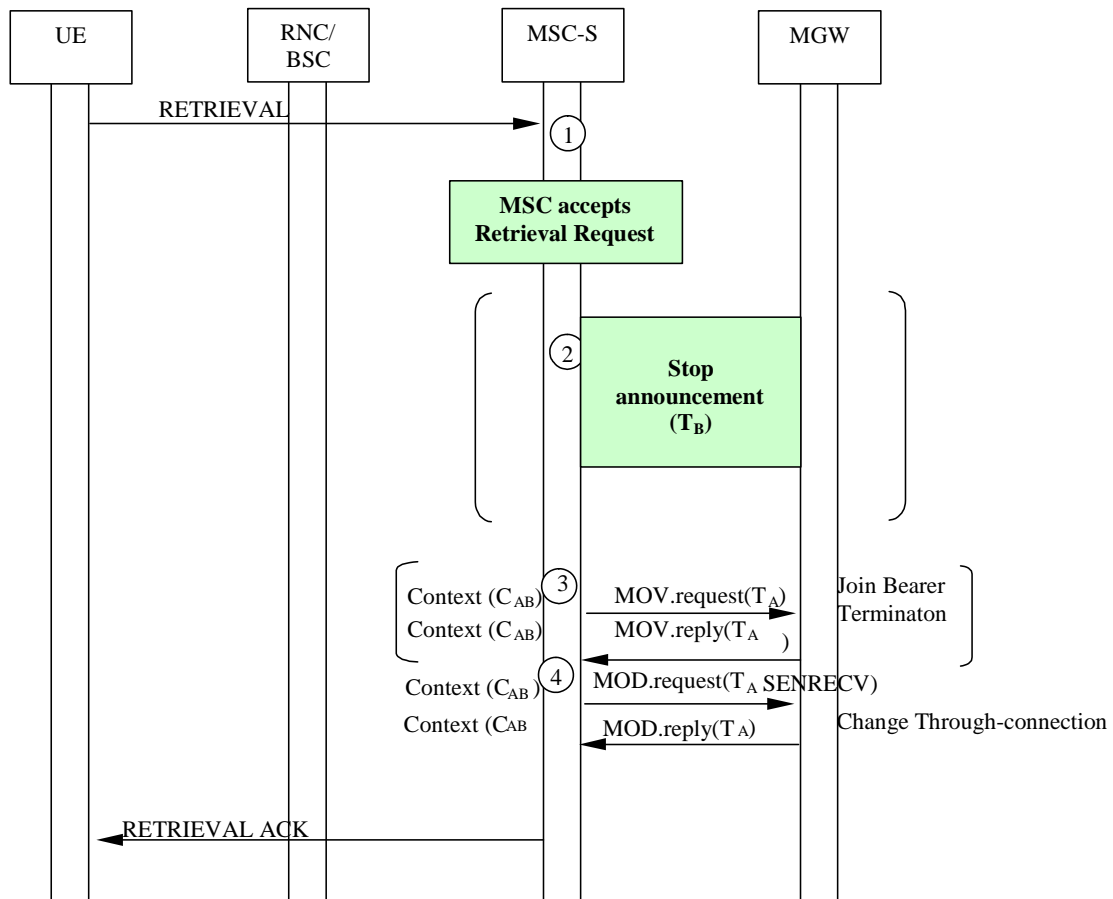 UE
RNC/
BSC
MSC-S
MGW
RETRIEVAL
1
MSC accepts
Retrieval Request
2
Stop
announcement
(TB)
3
Context (CAB)
MOV.request(TA)
Join Bearer
Terminaton
Context (CAB)
MOV.reply(TA )
4
Context (CAB)
MOD.request(TA SENRECV)
Context (CAB
MOD.reply(TA)
Change Through-connection
RETRIEVAL ACK